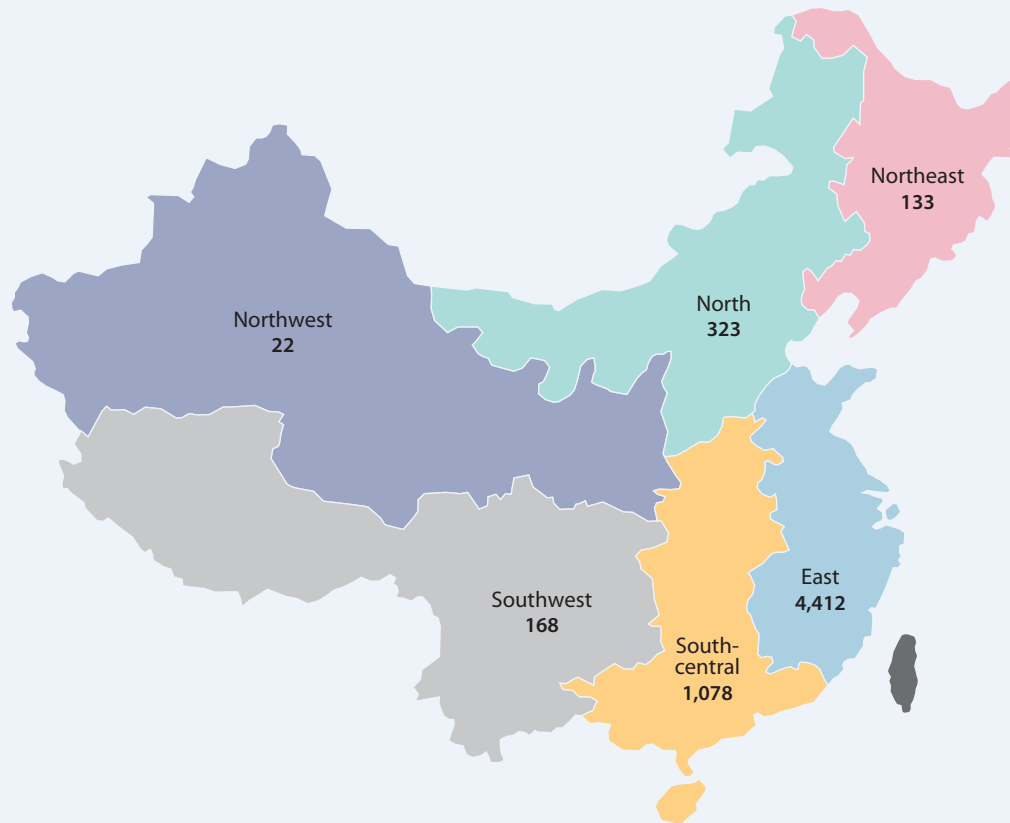 Northeast
133
North
323
Northwest
22
East
4,412
Southwest
168
South-
central
1,078